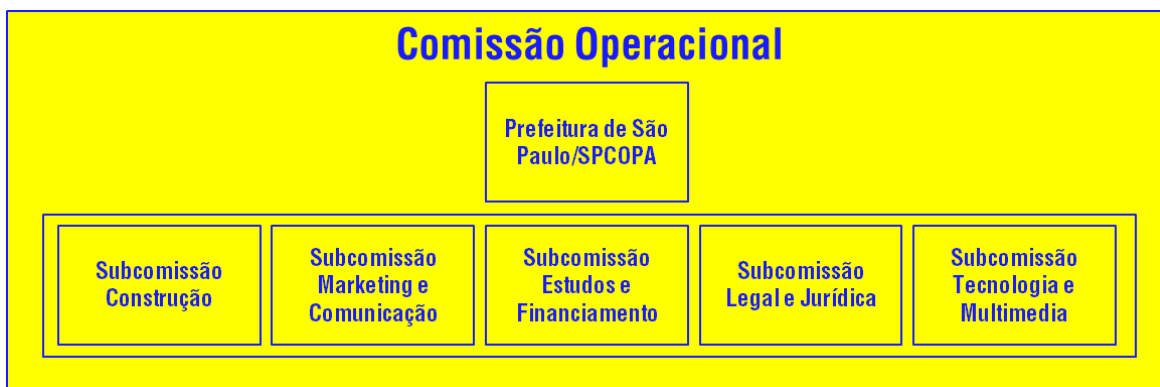 Comissão Operacional
Prefeitura de São
Paulo/SPCOPA
Subcomissão
Construção
Subcomissão
Marketing e
Comunicação
Subcomissão
Estudos e
Financiamento
Subcomissão
Legal e Jurídica
Subcomissão
Tecnologia e
Multimedia